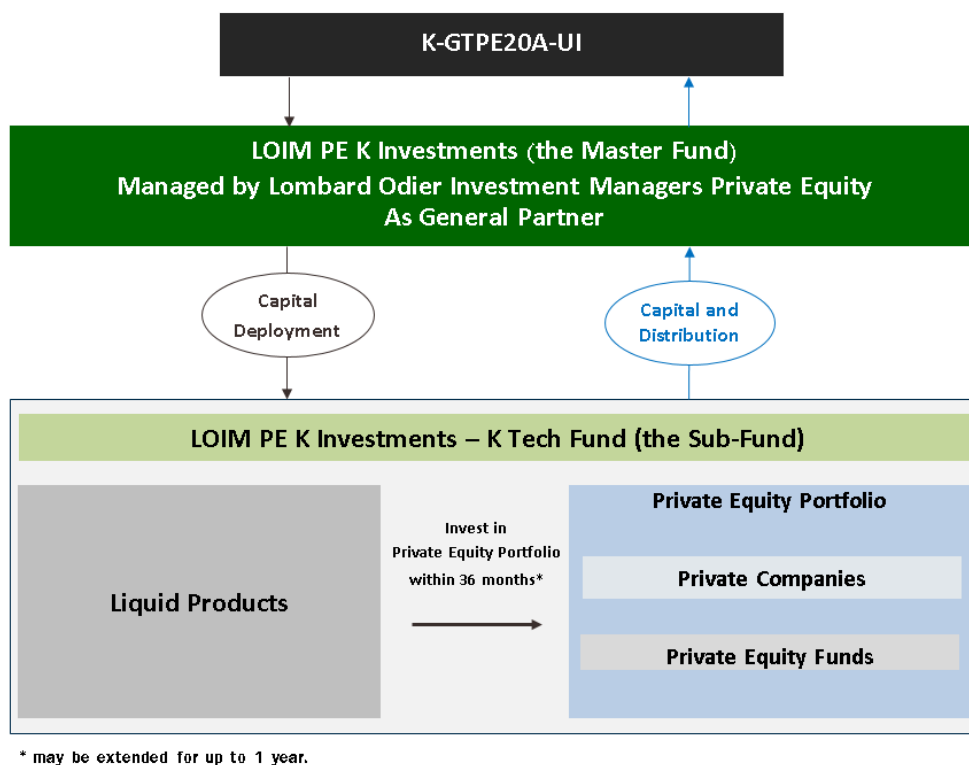 K-GTPE20A-UI
LOIM PE K Investments (the Master Fund)
Managed by Lombard Odier Investment Managers Private Equity
As General Partner
Capital
Deployment
Capital and
Distribution
LOIM PE K Investments – K Tech Fund (the Sub-Fund)
Liquid Products
Invest in
Private Equity Portfolio
within 36 months*
Private Equity Portfolio
Private Companies
Private Equity Funds
* may be extended for up to 1 year.